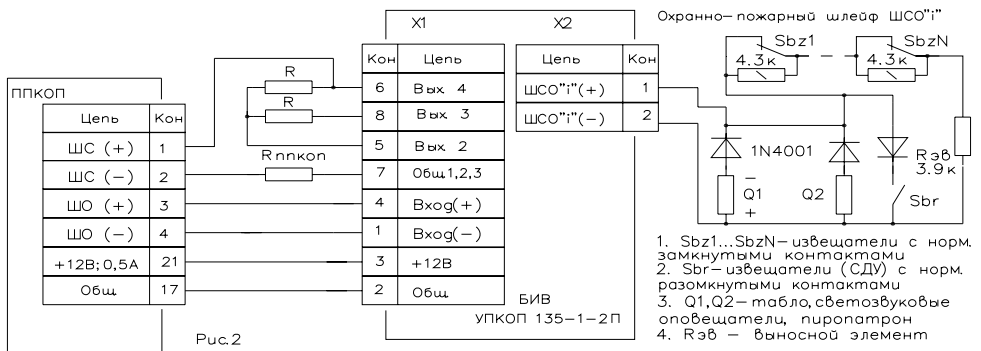 X1
X2
Охранно-пожарный шлейф ШСО"i"
Sbz1
SbzN
4.3к
4.3к
ППКОП
Цепь Кон
ШС (+) 1
ШС (-) 2
ШО (+) 3
ШО (-) 4
+12В; 0,5А 21
Общ 17
R
R
Rппкоп
Кон Цепь
6 Вых 4
8 Вых 3
5 Вых 2
7 Общ 1,2,3
4 Вход(+)
1 Вход(-)
3 +12В
2 Общ
Цепь Кон
ШСО"i"(+) 1
ШСО"i"(-) 2
1N4001
Rэв
3.9к
–
Q1
+
Q2
Sbr
БИВ
УПКОП 135-1-2П
Рис.2
1. Sbz1...SbzN-извещатели с норм.
замкнутыми контактами
2. Sbr-извещатели (СДУ) с норм.
разомкнутыми контактами
3. Q1,Q2-табло,светозвуковые
оповещатели, пиропатрон
4. Rэв - выносной элемент